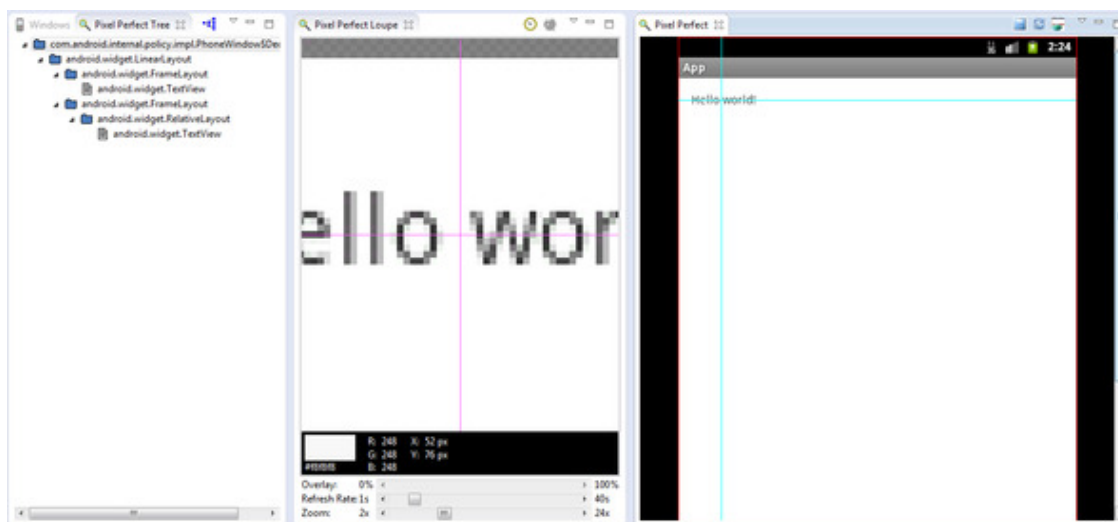 Windows Pixel Perfect Tree
com.android.internal.policy.impl.PhoneWindow$De
android.widget.LinearLayout
android.widget.FrameLayout
android.widget.TextView
android.widget.FrameLayout
android.widget.RelativeLayout
android.widget.TextView
Pixel Perfect Loupe
ello wor
R: 248 X: 52 px
G: 248 Y: 76 px
B: 248
#f8f8f8
Overlay: 0% 100%
Refresh Rate: 1s 40s
Zoom: 2x 24x
Pixel Perfect
2:24
App
Hello world!